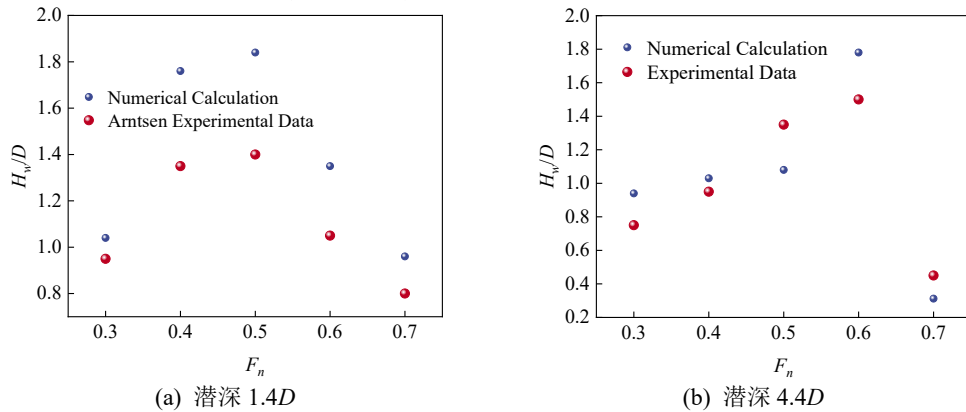 1.8
1.6
1.4
1.2
1.0
0.8
H_w/D
Numerical Calculation
Arntsen Experimental Data
0.3 0.4 0.5 0.6 0.7
F_n
(a) 潜深 1.4D
2.0
1.8
1.6
1.4
1.2
1.0
0.8
0.6
0.4
0.2
H_w/D
Numerical Calculation
Experimental Data
0.3 0.4 0.5 0.6 0.7
F_n
(b) 潜深 4.4D